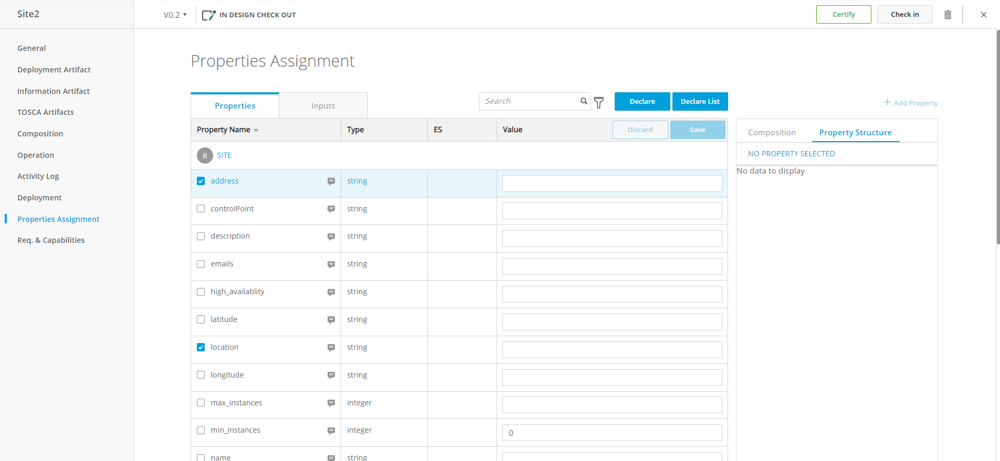 Site2
V0.2
IN DESIGN CHECK OUT
Certify
Check in
General
Deployment Artifact
Information Artifact
TOSCA Artifacts
Composition
Operation
Activity Log
Deployment
Properties Assignment
Req. & Capabilities
Properties Assignment
Properties
Inputs
Search
Declare
Declare List
Add Property
Property Name
Type
ES
Value
Discard
Save
R SITE
address string
controlPoint string
description string
emails string
high_availablity string
latitude string
location string
longitude string
max_instances integer
min_instances integer 0
name string
Composition
Property Structure
NO PROPERTY SELECTED
No data to display